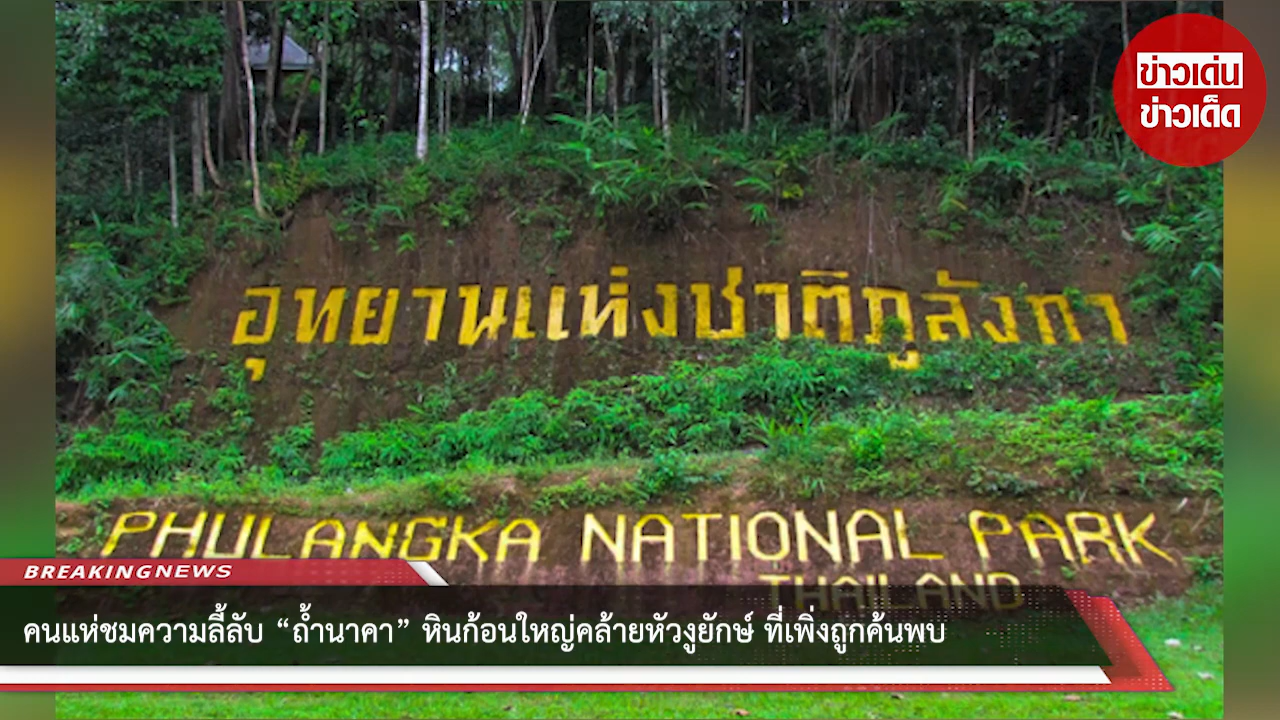 ข่าวเด่น
ข่าวเด็ด
อุทยานแห่งชาติภูลังกา
PHULANGKA NATIONAL PARK
THAILAND
BREAKING NEWS
คนแห่ชมความลี้ลับ “ถ้ำนาคา” หินก้อนใหญ่คล้ายหัวงูยักษ์ ที่เพิ่งถูกค้นพบ